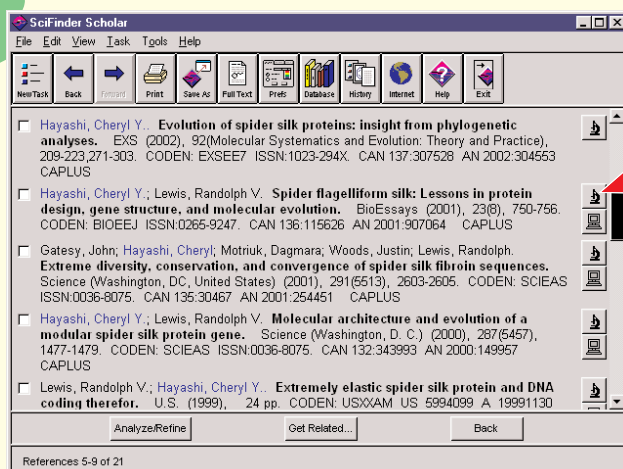 SciFinder Scholar
File Edit View Task Tools Help
New Task Back Forward Print Save As Full Text Prefs Database History Internet Help Exit
Hayashi, Cheryl Y.. Evolution of spider silk proteins: insight from phylogenetic
analyses. EXS (2002), 92(Molecular Systematics and Evolution: Theory and Practice),
209-223,271-303. CODEN: EXSEE7 ISSN:1023-294X. CAN 137:307528 AN 2002:304553
CAPLUS
Hayashi, Cheryl Y.; Lewis, Randolph V. Spider flagelliform silk: Lessons in protein
design, gene structure, and molecular evolution. BioEssays (2001), 23(8), 750-756.
CODEN: BIOEEJ ISSN:0265-9247. CAN 136:115626 AN 2001:907064 CAPLUS
Gatesy, John; Hayashi, Cheryl; Motriuk, Dagmara; Woods, Justin; Lewis, Randolph.
Extreme diversity, conservation, and convergence of spider silk fibroin sequences.
Science (Washington, DC, United States) (2001), 291(5513), 2603-2605. CODEN: SCIEAS
ISSN:0036-8075. CAN 135:30467 AN 2001:254451 CAPLUS
Hayashi, Cheryl Y.; Lewis, Randolph V. Molecular architecture and evolution of a
modular spider silk protein gene. Science (Washington, D. C.) (2000), 287(5457),
1477-1479. CODEN: SCIEAS ISSN:0036-8075. CAN 132:343993 AN 2000:149957
CAPLUS
Lewis, Randolph V.; Hayashi, Cheryl Y.. Extremely elastic spider silk protein and DNA
coding therefor. U.S. (1999), 24 pp. CODEN: USXXAM US 5994099 A 19991130
Analyze/Refine Get Related... Back
References 5-9 of 21